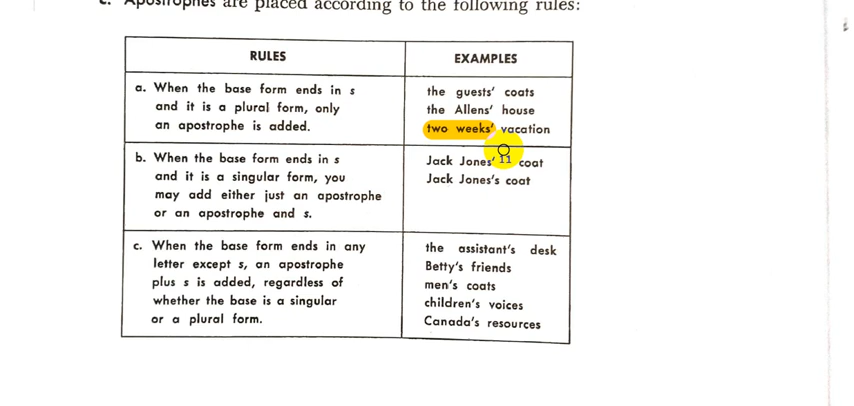 c. Apostrophes are placed according to the following rules:
RULES
EXAMPLES
a. When the base form ends in s
and it is a plural form, only
an apostrophe is added.
the guests' coats
the Allens' house
two weeks' vacation
b. When the base form ends in s
and it is a singular form, you
may add either just an apostrophe
or an apostrophe and s.
Jack Jones' coat
Jack Jones's coat
c. When the base form ends in any
letter except s, an apostrophe
plus s is added, regardless of
whether the base is a singular
or a plural form.
the assistant's desk
Betty's friends
men's coats
children's voices
Canada's resources